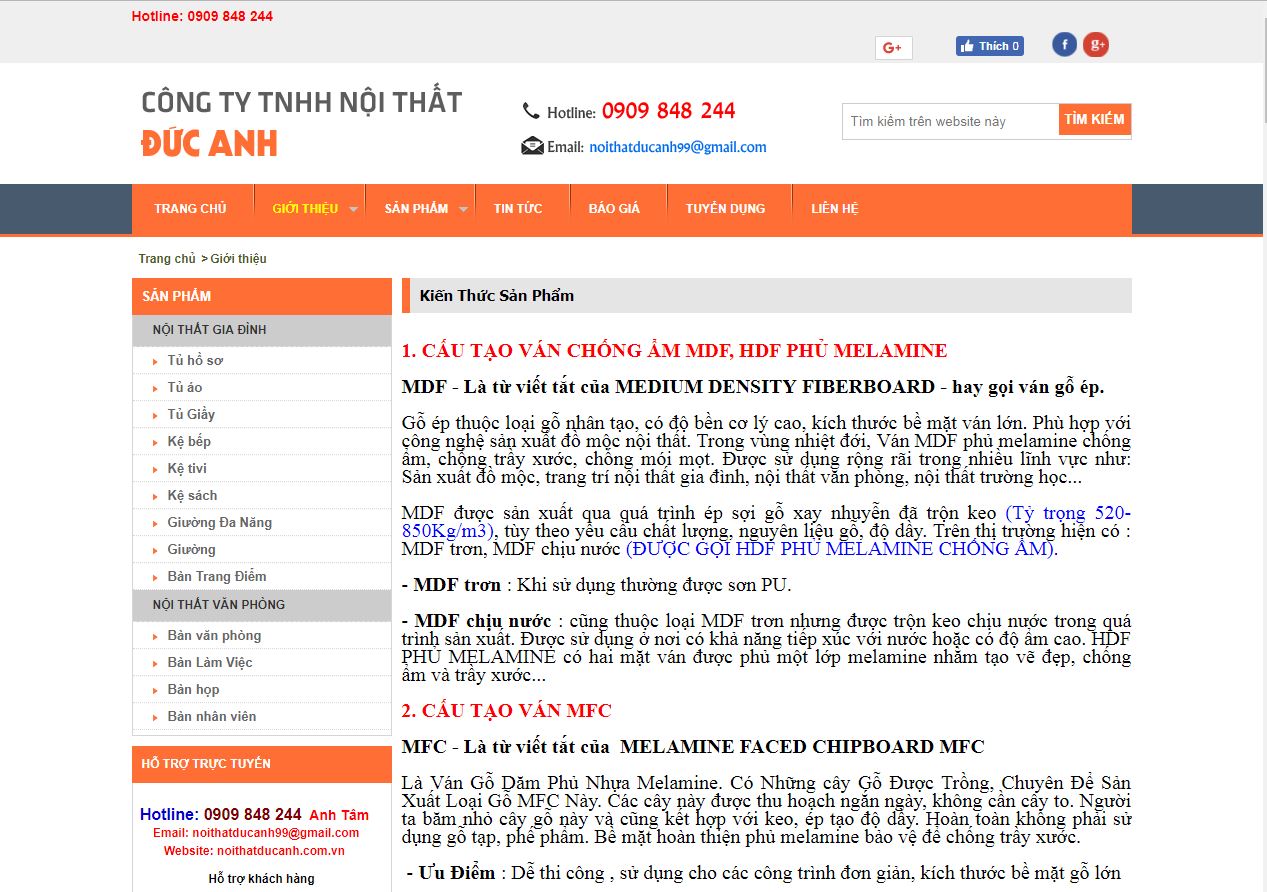 Hotline: 0909 848 244
G+
Thích 0
f
g+
CÔNG TY TNHH NỘI THẤT
ĐỨC ANH
Hotline: 0909 848 244
Email: noithatducanh99@gmail.com
Tìm kiếm trên website này
TÌM KIẾM
TRANG CHỦ
GIỚI THIỆU
SẢN PHẨM
TIN TỨC
BÁO GIÁ
TUYỂN DỤNG
LIÊN HỆ
Trang chủ > Giới thiệu
SẢN PHẨM
NỘI THẤT GIA ĐÌNH
Tủ hồ sơ
Tủ áo
Tủ Giầy
Kệ bếp
Kệ tivi
Kệ sách
Giường Đa Năng
Giường
Bàn Trang Điểm
NỘI THẤT VĂN PHÒNG
Bàn văn phòng
Bàn Làm Việc
Bàn họp
Bàn nhân viên
HỖ TRỢ TRỰC TUYẾN
Hotline: 0909 848 244 Anh Tâm
Email: noithatducanh99@gmail.com
Website: noithatducanh.com.vn
Hỗ trợ khách hàng
Kiến Thức Sản Phẩm
1. CẤU TẠO VÁN CHỐNG ẨM MDF, HDF PHỦ MELAMINE
MDF - Là từ viết tắt của MEDIUM DENSITY FIBERBOARD - hay gọi ván gỗ ép.
Gỗ ép thuộc loại gỗ nhân tạo, có độ bền cơ lý cao, kích thước bề mặt ván lớn. Phù hợp với
công nghệ sản xuất đồ mộc nội thất. Trong vùng nhiệt đới, Ván MDF phủ melamine chống
ẩm, chống trầy xước, chống mói mọt. Được sử dụng rộng rãi trong nhiều lĩnh vực như:
Sản xuất đồ mộc, trang trí nội thất gia đình, nội thất văn phòng, nội thất trường học...
MDF được sản xuất qua quá trình ép sợi gỗ xay nhuyễn đã trộn keo (Tỷ trọng 520-
850Kg/m3), tùy theo yêu cầu chất lượng, nguyên liệu gỗ, độ dầy. Trên thị trường hiện có :
MDF trơn, MDF chịu nước (ĐƯỢC GỌI HDF PHỦ MELAMINE CHỐNG ẨM).
- MDF trơn : Khi sử dụng thường được sơn PU.
- MDF chịu nước : cũng thuộc loại MDF trơn nhưng được trộn keo chịu nước trong quá
trình sản xuất. Được sử dụng ở nơi có khả năng tiếp xúc với nước hoặc có độ ẩm cao. HDF
PHỦ MELAMINE có hai mặt ván được phủ một lớp melamine nhằm tạo vẽ đẹp, chống
ẩm và trầy xước...
2. CẤU TẠO VÁN MFC
MFC - Là từ viết tắt của MELAMINE FACED CHIPBOARD MFC
Là Ván Gỗ Dăm Phủ Nhựa Melamine. Có Những cây Gỗ Được Trồng, Chuyên Để Sản
Xuất Loại Gỗ MFC Này. Các cây này được thu hoạch ngắn ngày, không cần cây to. Người
ta băm nhỏ cây gỗ này và cũng kết hợp với keo, ép tạo độ dầy. Hoàn toàn không phải sử
dụng gỗ tạp, phế phẩm. Bề mặt hoàn thiện phủ melamine bảo vệ để chống trầy xước.
- Ưu Điểm : Dễ thi công , sử dụng cho các công trình đơn giản, kích thước bề mặt gỗ lớn